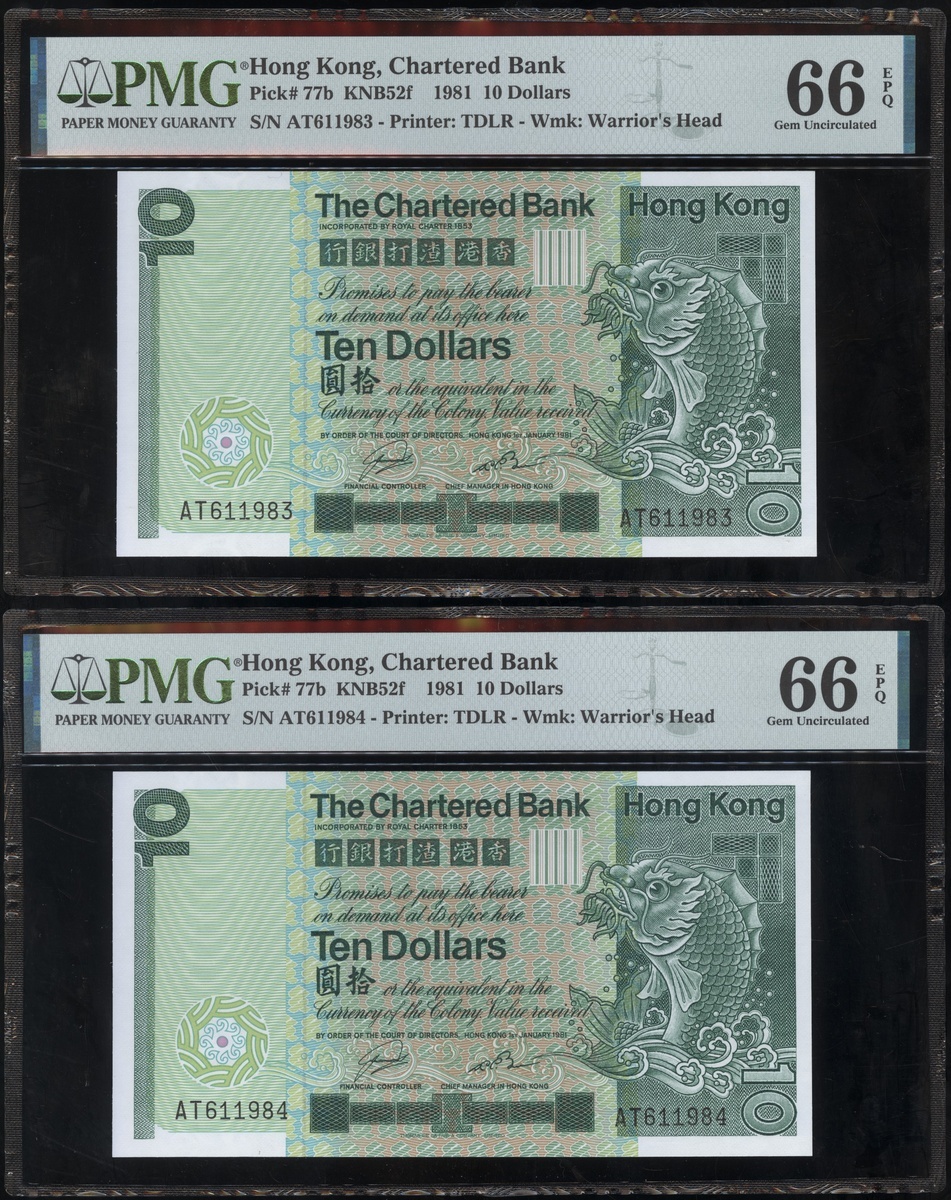 PMG®
PAPER MONEY GUARANTY
Hong Kong, Chartered Bank
Pick# 77b KNB52f 1981 10 Dollars
S/N AT611983 - Printer: TDLR - Wmk: Warrior's Head
66 EPQ
Gem Uncirculated
10
The Chartered Bank
Hong Kong
INCORPORATED BY ROYAL CHARTER 1853
行銀打渣港香
Promises to pay the bearer
on demand at its office here
Ten Dollars
圓拾 or the equivalent in the
Currency of the Colony. Value received
BY ORDER OF THE COURT OF DIRECTORS, HONG KONG 1ST JANUARY 1981.
FINANCIAL CONTROLLER CHIEF MANAGER IN HONG KONG
AT611983
AT611983
10
PMG®
PAPER MONEY GUARANTY
Hong Kong, Chartered Bank
Pick# 77b KNB52f 1981 10 Dollars
S/N AT611984 - Printer: TDLR - Wmk: Warrior's Head
66 EPQ
Gem Uncirculated
10
The Chartered Bank
Hong Kong
INCORPORATED BY ROYAL CHARTER 1853
行銀打渣港香
Promises to pay the bearer
on demand at its office here
Ten Dollars
圓拾 or the equivalent in the
Currency of the Colony. Value received
BY ORDER OF THE COURT OF DIRECTORS, HONG KONG 1ST JANUARY 1981.
FINANCIAL CONTROLLER CHIEF MANAGER IN HONG KONG
AT611984
AT611984
10